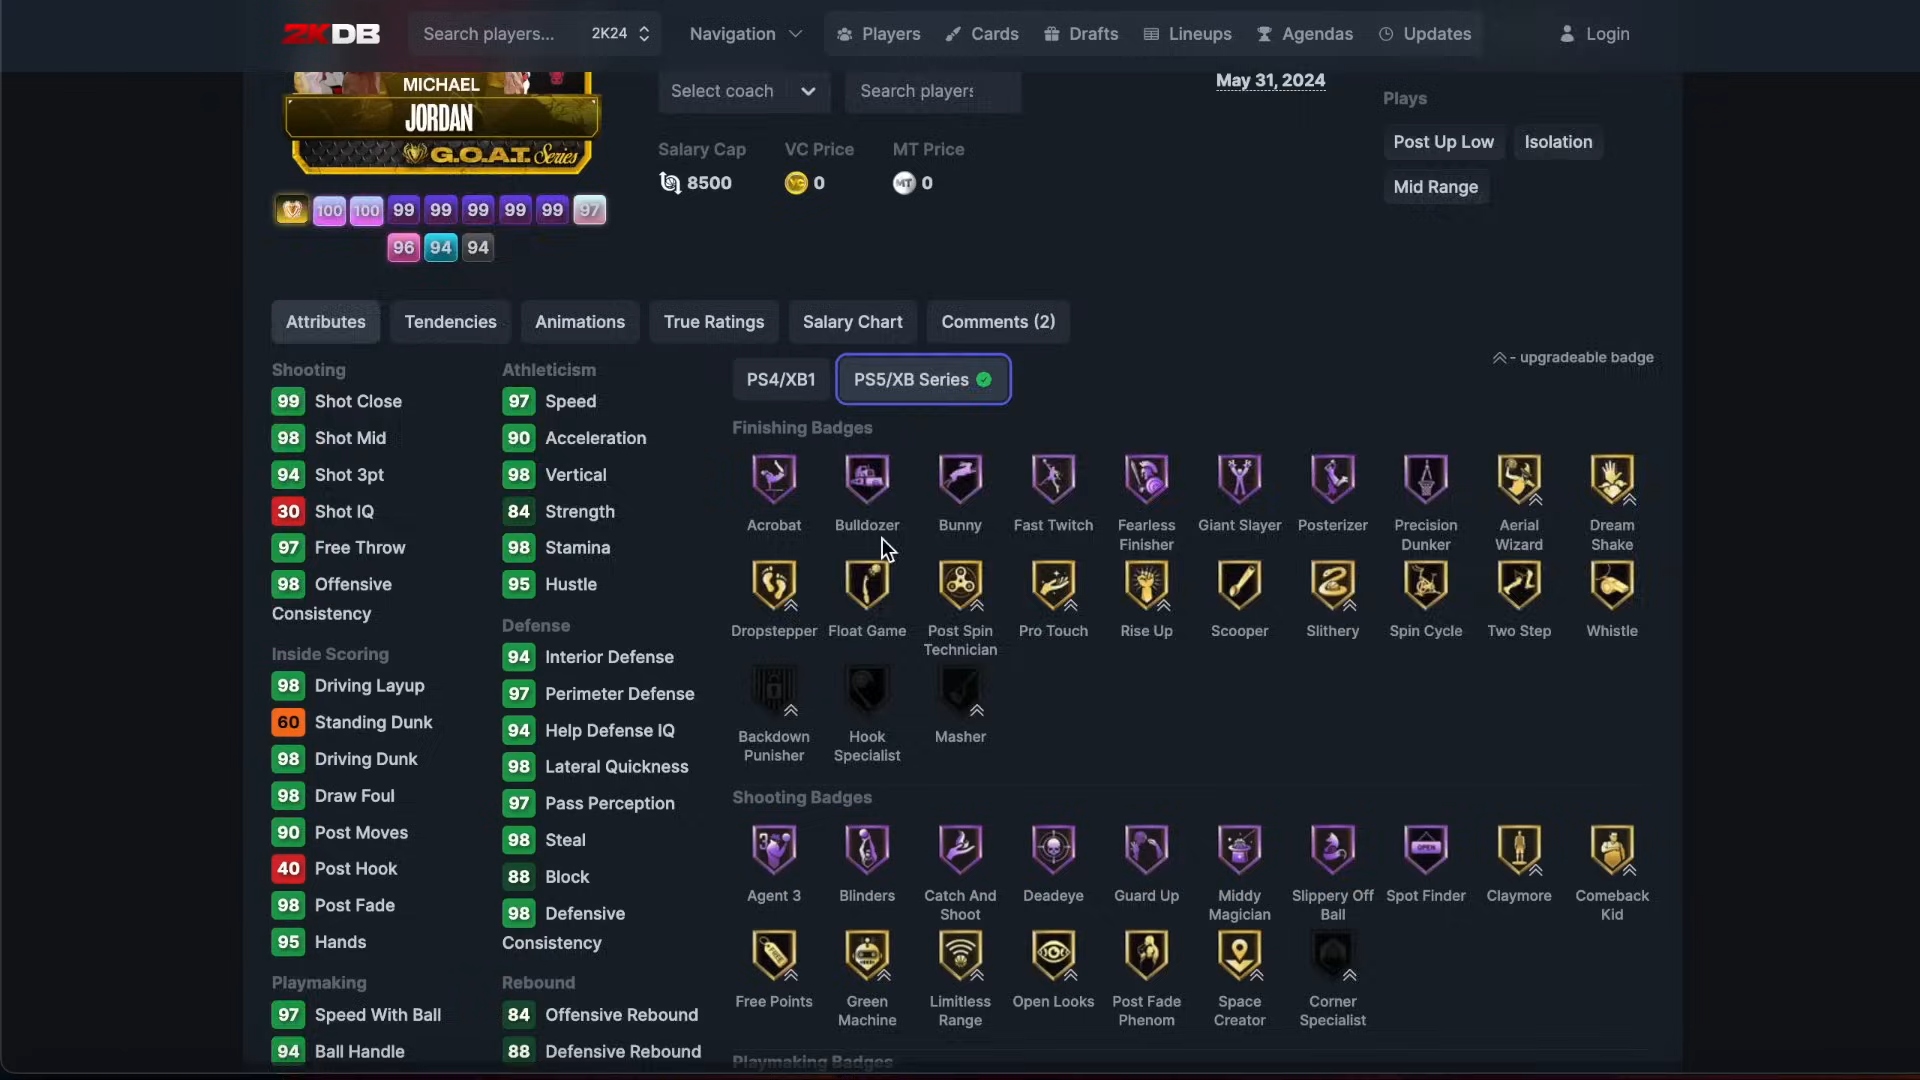 2KDB
Search players...
2K24
Navigation
Players
Cards
Drafts
Lineups
Agendas
Updates
Login
MICHAEL
JORDAN
G.O.A.T. Series
100 100 99 99 99 99 99 97
96 94 94
Select coach
Search players
May 31, 2024
Salary Cap
8500
VC Price
VC 0
MT Price
MT 0
Plays
Post Up Low
Isolation
Mid Range
Attributes
Tendencies
Animations
True Ratings
Salary Chart
Comments (2)
Shooting
99 Shot Close
98 Shot Mid
94 Shot 3pt
30 Shot IQ
97 Free Throw
98 Offensive
Consistency
Inside Scoring
98 Driving Layup
60 Standing Dunk
98 Driving Dunk
98 Draw Foul
90 Post Moves
40 Post Hook
98 Post Fade
95 Hands
Playmaking
97 Speed With Ball
94 Ball Handle
Athleticism
97 Speed
90 Acceleration
98 Vertical
84 Strength
98 Stamina
95 Hustle
Defense
94 Interior Defense
97 Perimeter Defense
94 Help Defense IQ
98 Lateral Quickness
97 Pass Perception
98 Steal
88 Block
98 Defensive
Consistency
Rebound
84 Offensive Rebound
88 Defensive Rebound
PS4/XB1
PS5/XB Series
- upgradeable badge
Finishing Badges
Acrobat
Bulldozer
Bunny
Fast Twitch
Fearless
Finisher
Giant Slayer
Posterizer
Precision
Dunker
Aerial
Wizard
Dream
Shake
Dropstepper
Float Game
Post Spin
Technician
Pro Touch
Rise Up
Scooper
Slithery
Spin Cycle
Two Step
Whistle
Backdown
Punisher
Hook
Specialist
Masher
Shooting Badges
3
OPEN
Agent 3
Blinders
Catch And
Shoot
Deadeye
Guard Up
Middy
Magician
Slippery Off
Ball
Spot Finder
Claymore
Comeback
Kid
FREE
Free Points
Green
Machine
Limitless
Range
Open Looks
Post Fade
Phenom
Space
Creator
Corner
Specialist
Playmaking Badges